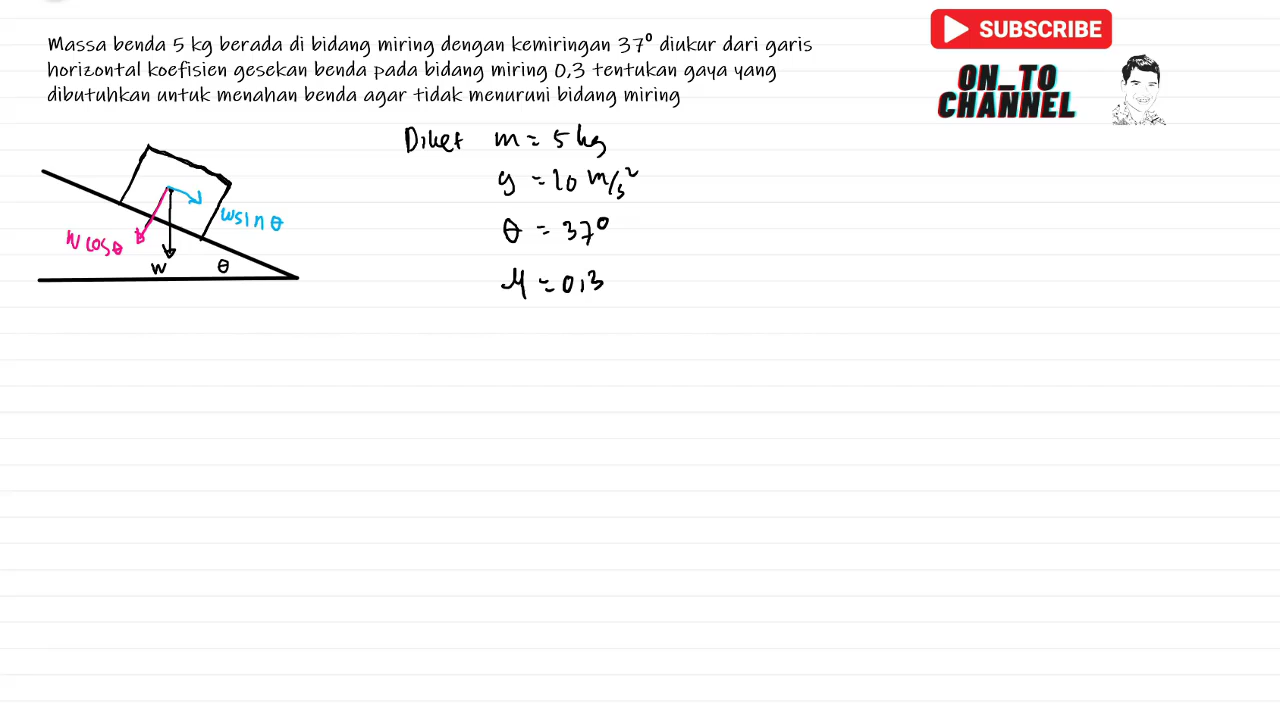 SUBSCRIBE
ON_TO
CHANNEL
Massa benda 5 kg berada di bidang miring dengan kemiringan 37⁰ diukur dari garis
horizontal koefisien gesekan benda pada bidang miring 0,3 tentukan gaya yang
dibutuhkan untuk menahan benda agar tidak menuruni bidang miring
Diket m = 5 kg
g = 10 m/s²
θ = 37⁰
μ = 0,3
w sin θ
w cos θ
w
θ